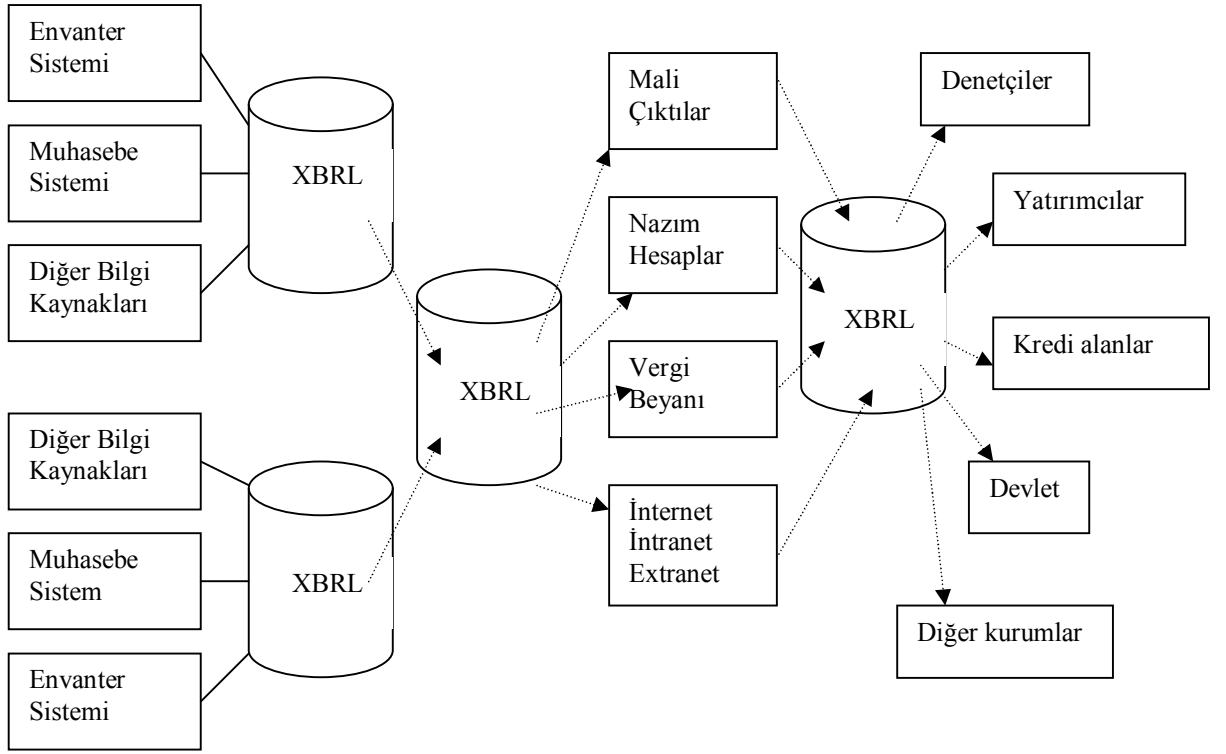 Envanter
Sistemi
Muhasebe
Sistemi
Diğer Bilgi
Kaynakları
XBRL
Diğer Bilgi
Kaynakları
Muhasebe
Sistem
Envanter
Sistemi
XBRL
XBRL
Mali
Çıktılar
Nazım
Hesaplar
Vergi
Beyanı
İnternet
İntranet
Extranet
XBRL
Denetçiler
Yatırımcılar
Kredi alanlar
Devlet
Diğer kurumlar